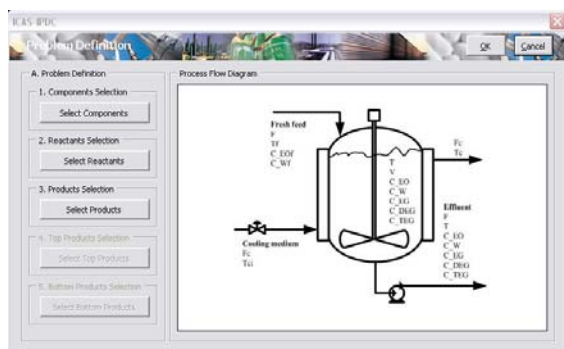 ICAS-IPDC
Problem Definition
OK
Cancel
A. Problem Definition
1. Components Selection
Select Components
2. Reactants Selection
Select Reactants
3. Products Selection
Select Products
4. Top Products Selection
Select Top Products
5. Bottom Products Selection
Select Bottom Products
Process Flow Diagram
Fresh feed
F
Tf
C_EOf
C_Wf
Fc
Tc
T
V
C_EO
C_W
C_EG
C_DEG
C_TEG
Cooling medium
Fc
Tci
Effluent
F
T
C_EO
C_W
C_EG
C_DEG
C_TEG